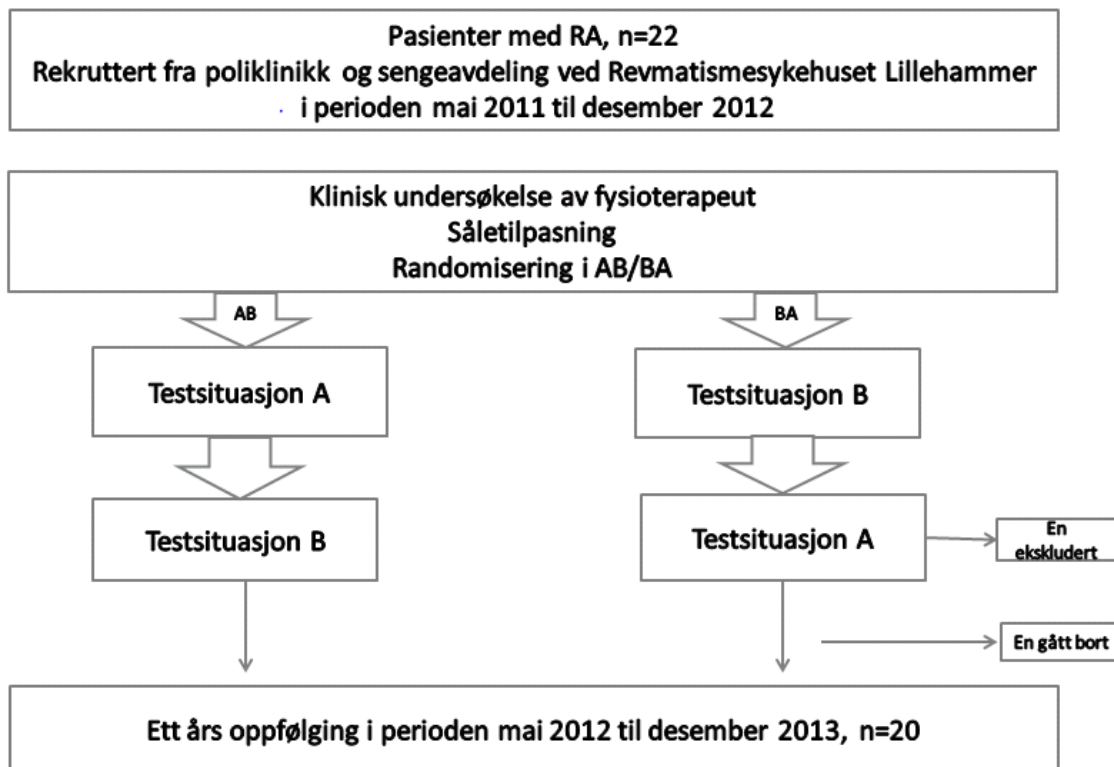 Pasienter med RA, n=22
Rekruttert fra poliklinikk og sengeavdeling ved Revmatismesykehuset Lillehammer
i perioden mai 2011 til desember 2012
Klinisk undersøkelse av fysioterapeut
Såletilpasning
Randomisering i AB/BA
AB
BA
Testsituasjon A
Testsituasjon B
Testsituasjon B
Testsituasjon A
En
ekskludert
En gått bort
Ett års oppfølging i perioden mai 2012 til desember 2013, n=20